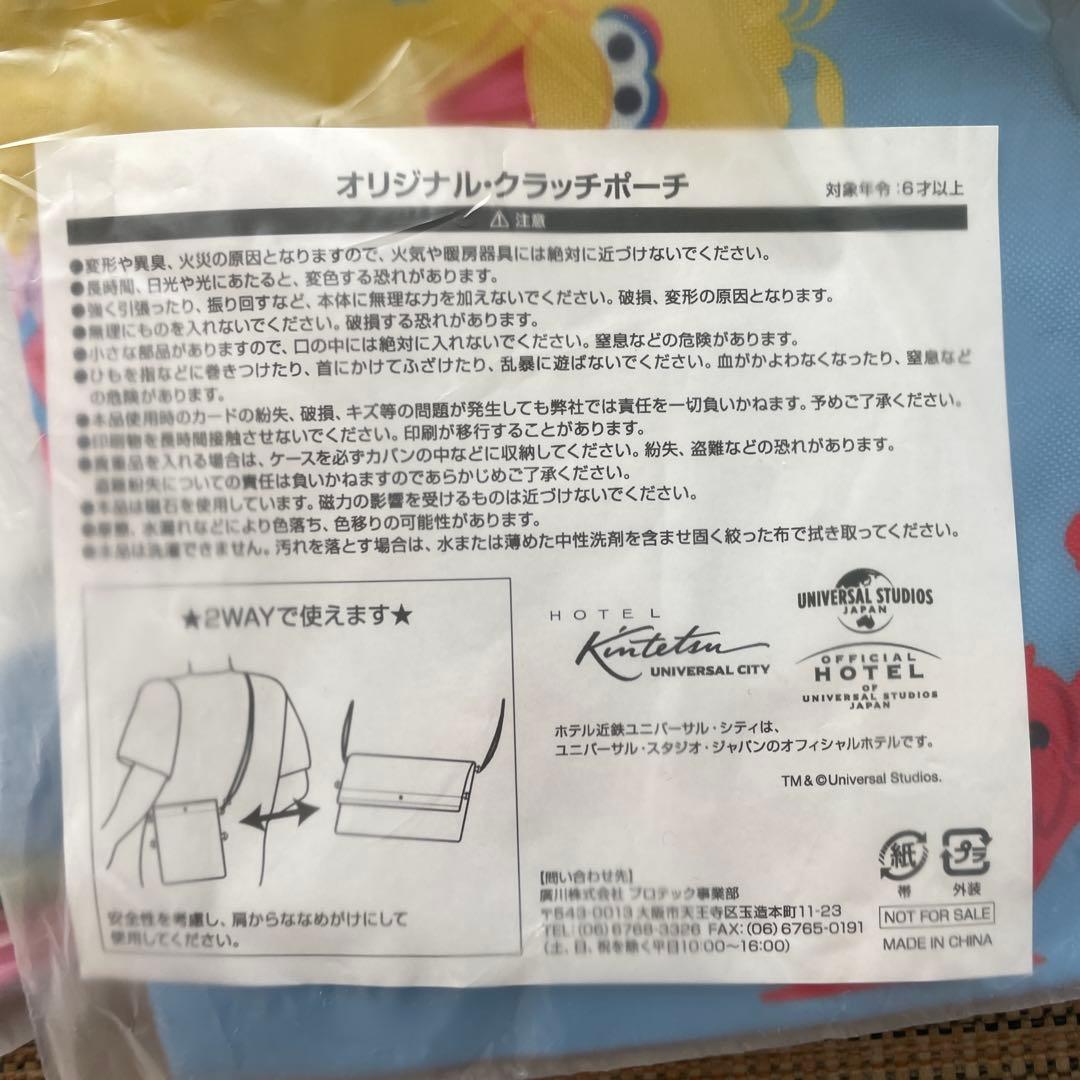 オリジナル・クラッチポーチ
対象年令：6才以上
⚠注意
●変形や異臭、火災の原因となりますので、火気や暖房器具には絶対に近づけないでください。
●長時間、日光や光にあたると、変色する恐れがあります。
●強く引張ったり、振り回すなど、本体に無理な力を加えないでください。破損、変形の原因となります。
●無理にものを入れないでください。破損する恐れがあります。
●小さな部品がありますので、口の中には絶対に入れないでください。窒息などの危険があります。
●ひもを指などに巻きつけたり、首にかけてふざけたり、乱暴に遊ばないでください。血がかよわなくなったり、窒息など
の危険があります。
●本品使用時のカードの紛失、破損、キズ等の問題が発生しても弊社では責任を一切負いかねます。予めご了承ください。
●印刷物を長時間接触させないでください。印刷が移行することがあります。
●貴重品を入れる場合は、ケースを必ずカバンの中などに収納してください。紛失、盗難などの恐れがあります。
盗難紛失についての責任は負いかねますのであらかじめご了承ください。
●本品は磁石を使用しています。磁力の影響を受けるものは近づけないでください。
●摩擦、水濡れなどにより色落ち、色移りの可能性があります。
●本品は洗濯できません。汚れを落とす場合は、水または薄めた中性洗剤を含ませ固く絞った布で拭き取ってください。
★2WAYで使えます★
安全性を考慮し、肩からななめがけにして
使用してください。
HOTEL
Kintetsu
UNIVERSAL CITY
UNIVERSAL STUDIOS
JAPAN
OFFICIAL
HOTEL
OF
UNIVERSAL STUDIOS
JAPAN
ホテル近鉄ユニバーサル・シティは、
ユニバーサル・スタジオ・ジャパンのオフィシャルホテルです。
TM & ©Universal Studios.
【問い合わせ先】
廣川株式会社 プロテック事業部
〒543-0013 大阪市天王寺区玉造本町11-23
TEL:(06)6768-3326 FAX:(06)6765-0191
(土、日、祝を除く平日10:00～16:00)
紙
帯
プラ
外装
NOT FOR SALE
MADE IN CHINA